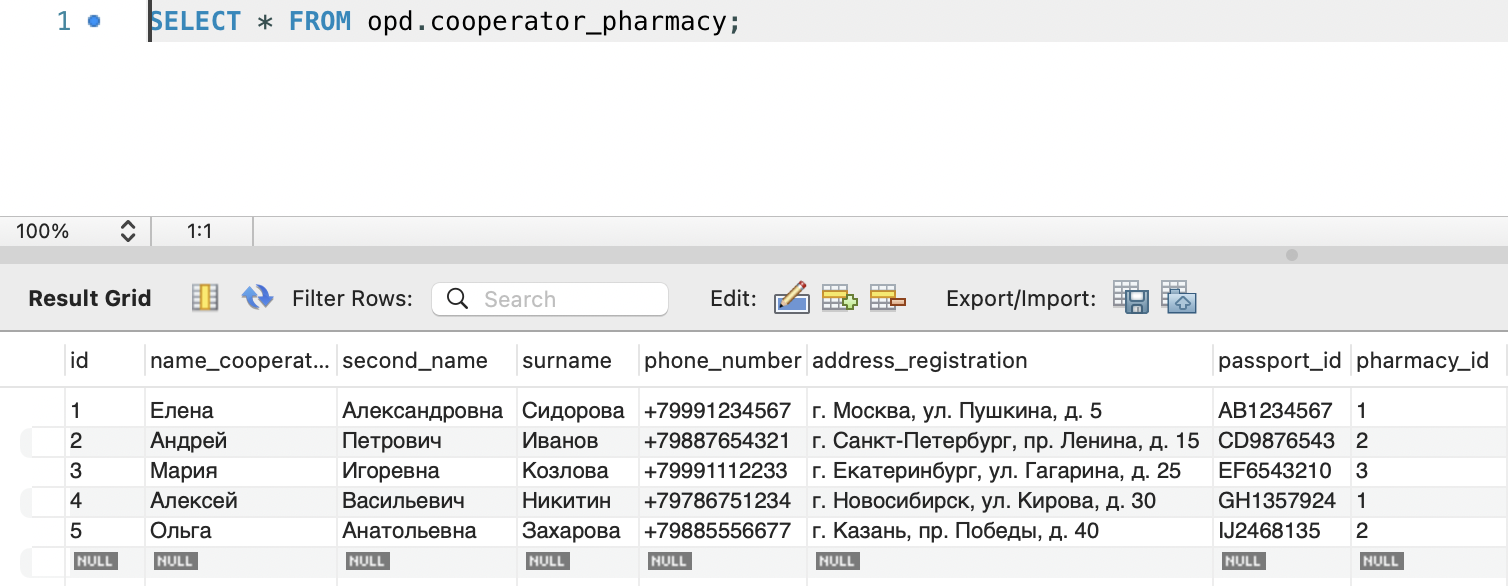 1 SELECT * FROM opd.cooperator_pharmacy;
100% 1:1
Result Grid Filter Rows: Search Edit: Export/Import:
id name_cooperat... second_name surname phone_number address_registration passport_id pharmacy_id
1 Елена Александровна Сидорова +79991234567 г. Москва, ул. Пушкина, д. 5 AB1234567 1
2 Андрей Петрович Иванов +79887654321 г. Санкт-Петербург, пр. Ленина, д. 15 CD9876543 2
3 Мария Игоревна Козлова +79991112233 г. Екатеринбург, ул. Гагарина, д. 25 EF6543210 3
4 Алексей Васильевич Никитин +79786751234 г. Новосибирск, ул. Кирова, д. 30 GH1357924 1
5 Ольга Анатольевна Захарова +79885556677 г. Казань, пр. Победы, д. 40 IJ2468135 2
NULL NULL NULL NULL NULL NULL NULL NULL